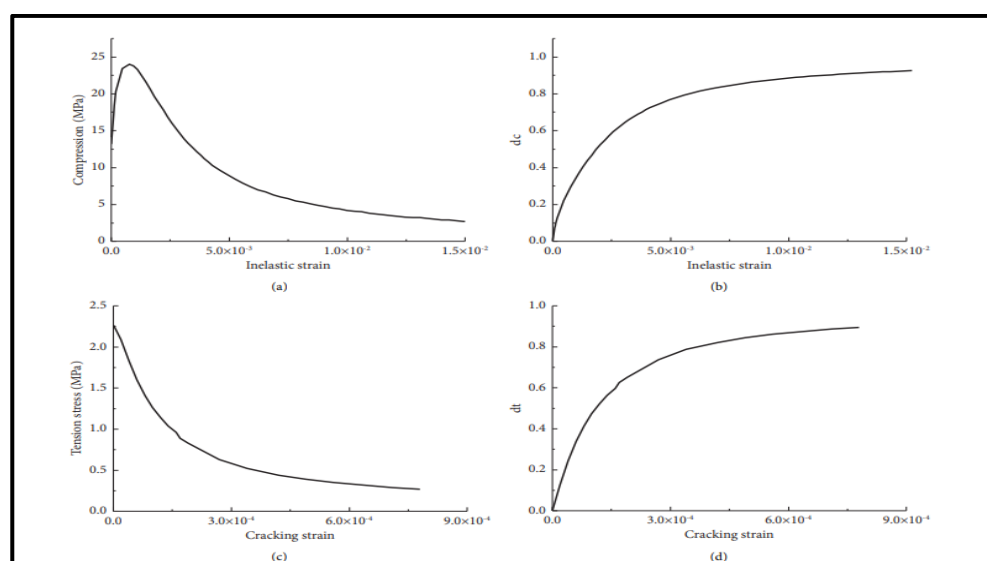 25
20
15
10
5
0
Compression (MPa)
0.0 5.0×10⁻³ 1.0×10⁻² 1.5×10⁻²
Inelastic strain
(a)
1.0
0.8
0.6
0.4
0.2
0.0
dc
0.0 5.0×10⁻³ 1.0×10⁻² 1.5×10⁻²
Inelastic strain
(b)
2.5
2.0
1.5
1.0
0.5
0.0
Tension stress (MPa)
0.0 3.0×10⁻⁴ 6.0×10⁻⁴ 9.0×10⁻⁴
Cracking strain
(c)
1.0
0.8
0.6
0.4
0.2
0.0
dt
0.0 3.0×10⁻⁴ 6.0×10⁻⁴ 9.0×10⁻⁴
Cracking strain
(d)